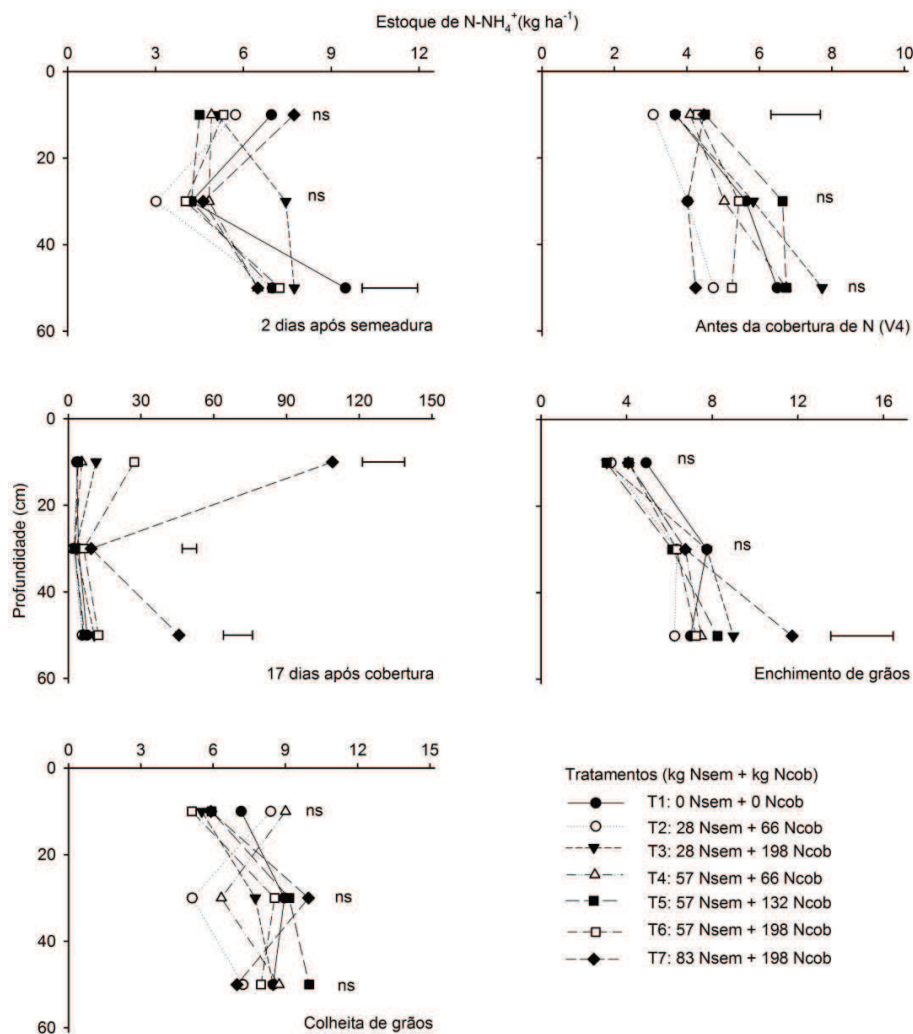 Estoque de N-NH₄⁺(kg ha⁻¹)
0 3 6 9 12
2 4 6 8 10
0
20
40
60
ns
ns
2 dias após semeadura
ns
ns
Antes da cobertura de N (V4)
0 30 60 90 120 150
0 4 8 12 16
Profundidade (cm)
0
20
40
60
17 dias após cobertura
0
20
40
60
ns
ns
Enchimento de grãos
0 3 6 9 12 15
0
20
40
60
ns
ns
ns
Colheita de grãos
Tratamentos (kg Nsem + kg Ncob)
T1: 0 Nsem + 0 Ncob
T2: 28 Nsem + 66 Ncob
T3: 28 Nsem + 198 Ncob
T4: 57 Nsem + 66 Ncob
T5: 57 Nsem + 132 Ncob
T6: 57 Nsem + 198 Ncob
T7: 83 Nsem + 198 Ncob